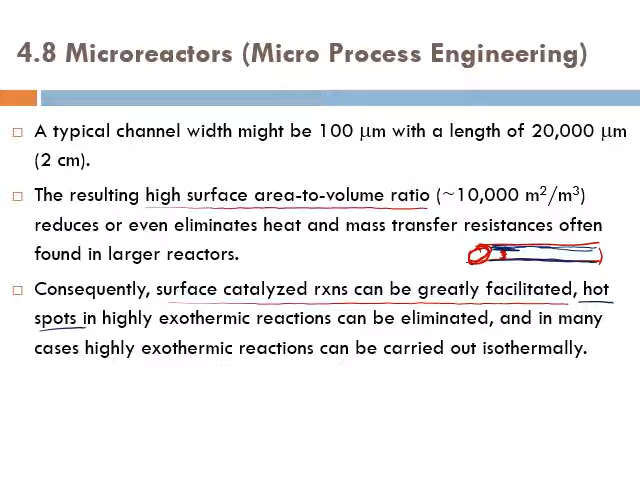 4.8 Microreactors (Micro Process Engineering)
A typical channel width might be 100 μm with a length of 20,000 μm
(2 cm).
The resulting high surface area-to-volume ratio (~10,000 m²/m³)
reduces or even eliminates heat and mass transfer resistances often
found in larger reactors.
Consequently, surface catalyzed rxns can be greatly facilitated, hot
spots in highly exothermic reactions can be eliminated, and in many
cases highly exothermic reactions can be carried out isothermally.